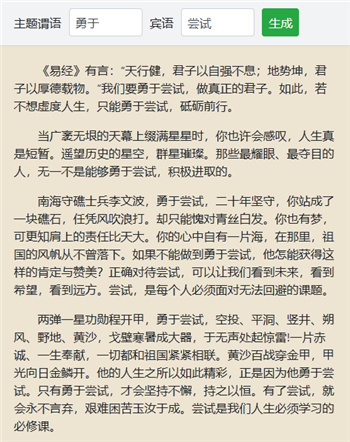 主题谓语 勇于 宾语 尝试 生成
《易经》有言：“天行健，君子以自强不息；地势坤，君
子以厚德载物。”我们要勇于尝试，做真正的君子。如此，若
不想虚度人生，只能勇于尝试，砥砺前行。
当广袤无垠的天幕上缀满星星时，你也许会感叹，人生真
是短暂。遥望历史的星空，群星璀璨。那些最耀眼、最夺目的
人，无一不是能够勇于尝试，积极进取的。
南海守礁士兵李文波，勇于尝试，二十年坚守，你站成了
一块礁石，任凭风吹浪打。却只能愧对青丝白发。你也有梦，
可更知肩上的责任比天大。你的心中自有一片海，在那里，祖
国的风帆从不曾落下。如果不能做到勇于尝试，他怎能获得这
样的肯定与赞美？正确对待尝试，可以让我们看到未来，看到
希望，看到远方。尝试，是每个人必须面对无法回避的课题。
两弹一星功勋程开甲，勇于尝试，空投、平洞、竖井、朔
风、野地、黄沙，戈壁寒暑成大器，于无声处起惊雷!一片赤
诚、一生奉献，一切都和祖国紧紧相联。黄沙百战穿金甲，甲
光向日金鳞开。他的人生之所以如此精彩，正是因为他勇于尝
试。只有勇于尝试，才会坚持不懈，持之以恒。有了尝试，就
会永不言弃，艰难困苦玉汝于成。尝试是我们人生必须学习的
必修课。